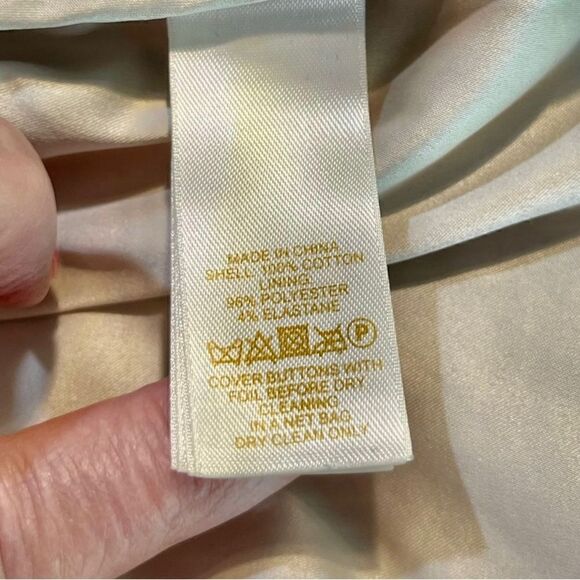 MADE IN CHINA
SHELL, 100% COTTON
LINING,
96% POLYESTER
4% ELASTANE
P
COVER BUTTONS WITH
FOIL BEFORE DRY
CLEANING
IN A NET BAG,
DRY CLEAN ONLY